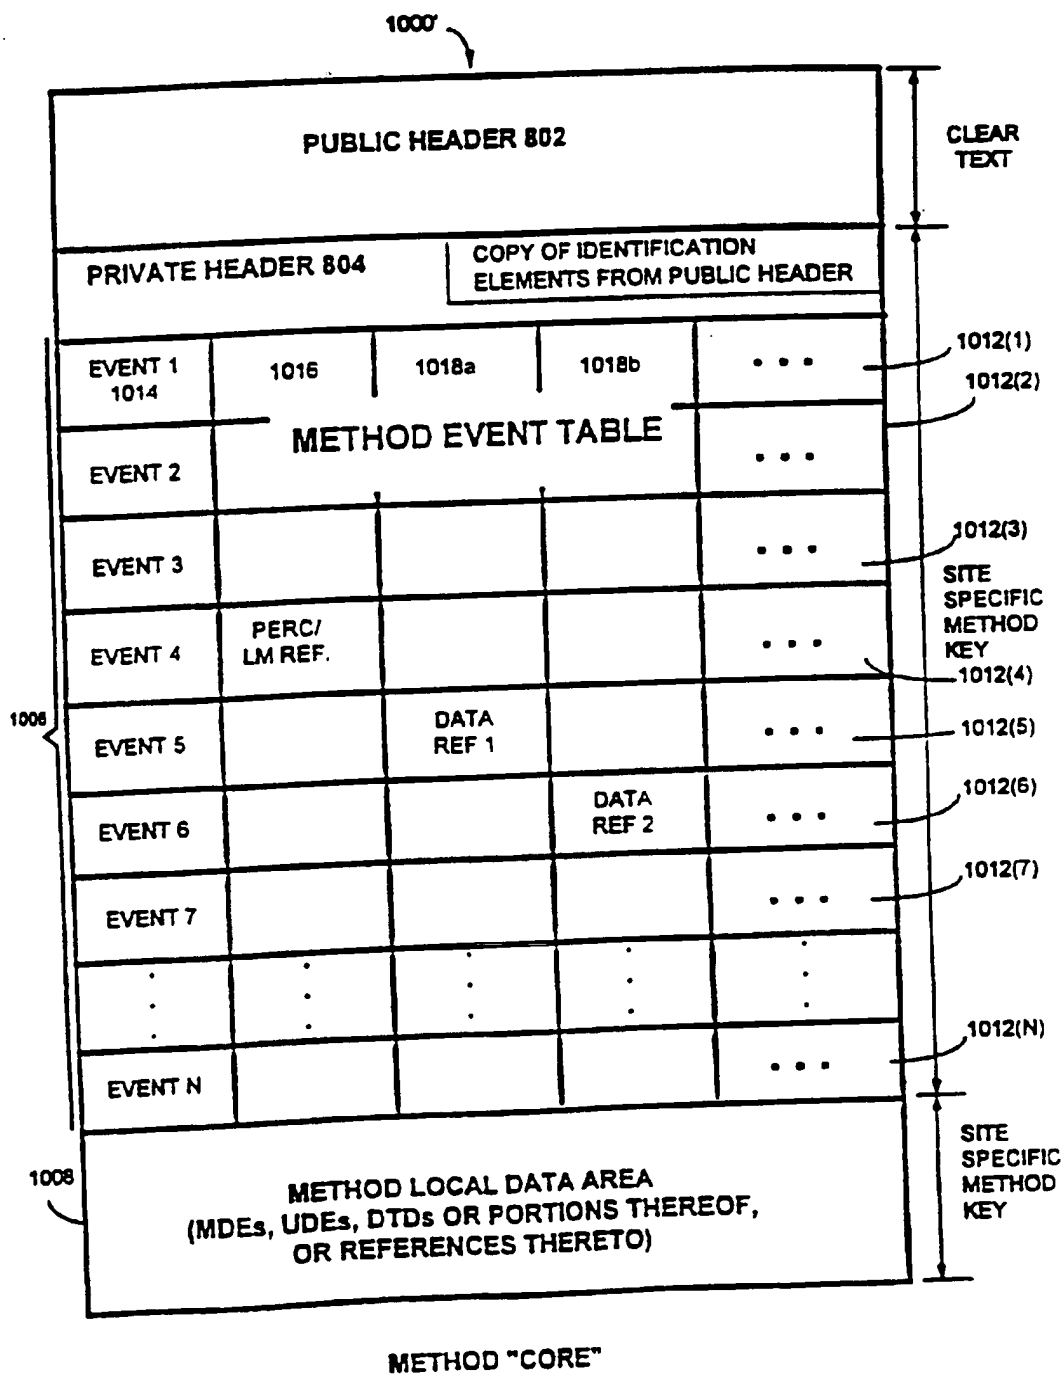 1000'
PUBLIC HEADER 802
CLEAR
TEXT
PRIVATE HEADER 804
COPY OF IDENTIFICATION
ELEMENTS FROM PUBLIC HEADER
EVENT 1
1014
1016
1018a
1018b
• • •
1012(1)
1012(2)
METHOD EVENT TABLE
EVENT 2
• • •
EVENT 3
• • •
1012(3)
SITE
SPECIFIC
METHOD
KEY
EVENT 4
PERC/
LM REF.
• • •
1012(4)
1006
EVENT 5
DATA
REF 1
• • •
1012(5)
EVENT 6
DATA
REF 2
• • •
1012(6)
EVENT 7
• • •
1012(7)
EVENT N
• • •
1012(N)
1008
METHOD LOCAL DATA AREA
(MDEs, UDEs, DTDs OR PORTIONS THEREOF,
OR REFERENCES THERETO)
SITE
SPECIFIC
METHOD
KEY
METHOD "CORE"